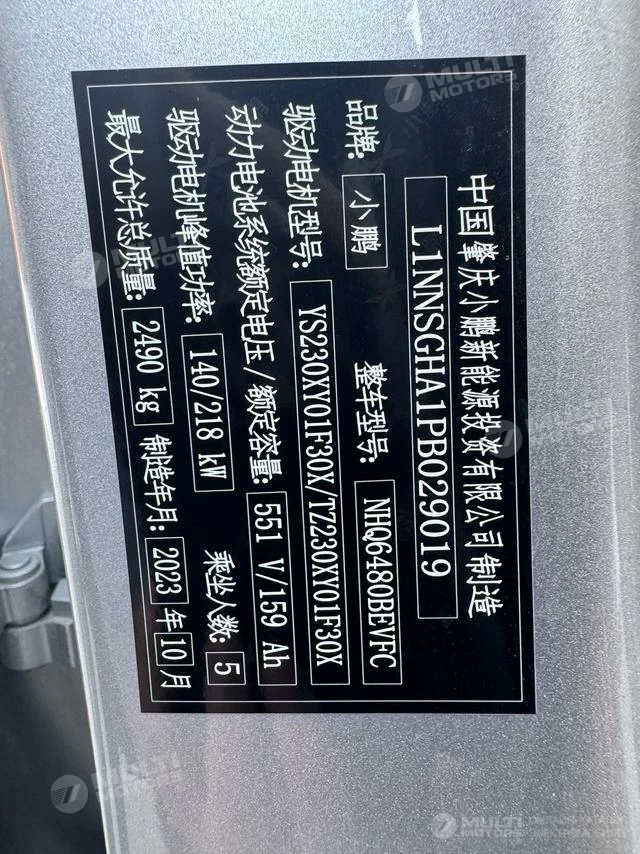 中国肇庆小鹏新能源投资有限公司制造
L1NNSGHA1PB029019
品牌: 小鹏 整车型号: NHQ6480BEVFC
驱动电机型号: YS230XY01F30X/TZ230XY01F30X
动力电池系统额定电压/额定容量: 551 V/159 Ah
驱动电机峰值功率: 140/218 kW 乘坐人数: 5
最大允许总质量: 2490 kg 制造年月: 2023 年 10 月
MULTI MOTORS
MULTI MOTORS
MULTI MOTORS
MULTI